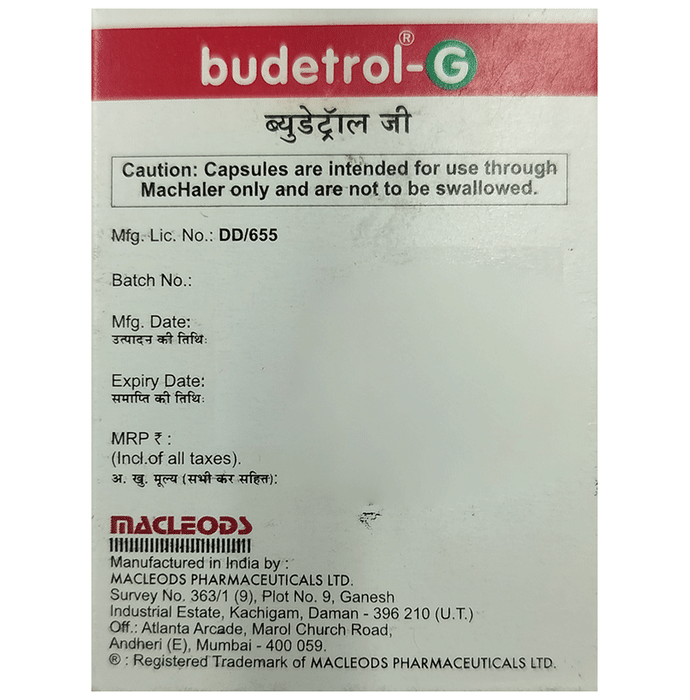 budetrol®-G
ब्युडेट्रॉल जी
Caution: Capsules are intended for use through
MacHaler only and are not to be swallowed.
Mfg. Lic. No.: DD/655
Batch No.:
Mfg. Date:
उत्पादन की तिथि:
Expiry Date:
समाप्ति की तिथि:
MRP ₹ :
(Incl.of all taxes).
अ. खु. मूल्य (सभी कर सहित):
MACLEODS
Manufactured in India by :
MACLEODS PHARMACEUTICALS LTD.
Survey No. 363/1 (9), Plot No. 9, Ganesh
Industrial Estate, Kachigam, Daman - 396 210 (U.T.)
Off.: Atlanta Arcade, Marol Church Road,
Andheri (E), Mumbai - 400 059.
® : Registered Trademark of MACLEODS PHARMACEUTICALS LTD.